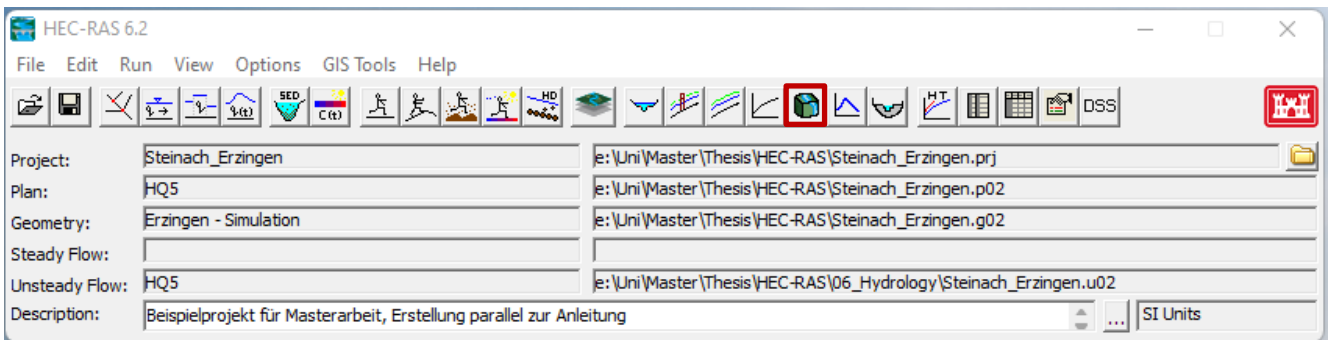 HEC-RAS 6.2
File Edit Run View Options GIS Tools Help
SED C(t) HD HT DSS
Project: Steinach_Erzingen e:\Uni\Master\Thesis\HEC-RAS\Steinach_Erzingen.prj
Plan: HQ5 e:\Uni\Master\Thesis\HEC-RAS\Steinach_Erzingen.p02
Geometry: Erzingen - Simulation e:\Uni\Master\Thesis\HEC-RAS\Steinach_Erzingen.g02
Steady Flow:
Unsteady Flow: HQ5 e:\Uni\Master\Thesis\HEC-RAS\06_Hydrology\Steinach_Erzingen.u02
Description: Beispielprojekt für Masterarbeit, Erstellung parallel zur Anleitung ... SI Units